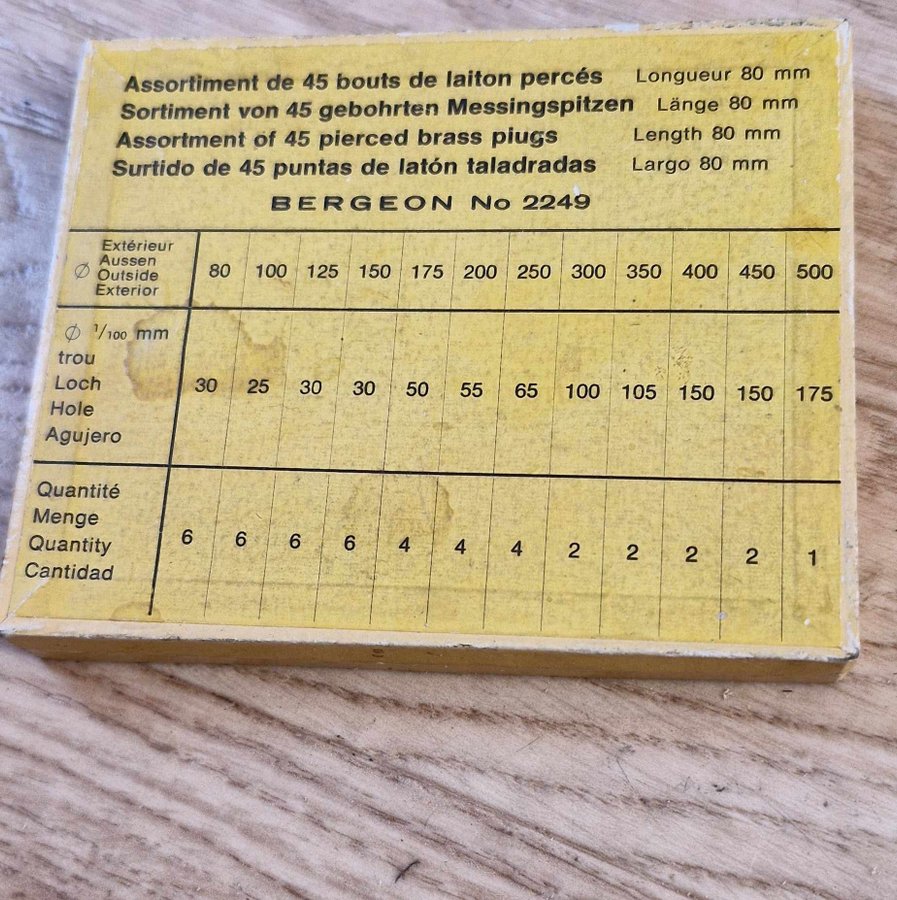 Assortiment de 45 bouts de laiton percés Longueur 80 mm
Sortiment von 45 gebohrten Messingspitzen Länge 80 mm
Assortment of 45 pierced brass plugs Length 80 mm
Surtido de 45 puntas de latón taladradas Largo 80 mm
BERGEON No 2249
Extérieur
Aussen
∅ Outside
Exterior
80 100 125 150 175 200 250 300 350 400 450 500
∅ 1/100 mm
trou
Loch
Hole
Agujero
30 25 30 30 50 55 65 100 105 150 150 175
Quantité
Menge
Quantity
Cantidad
6 6 6 6 4 4 4 2 2 2 2 1